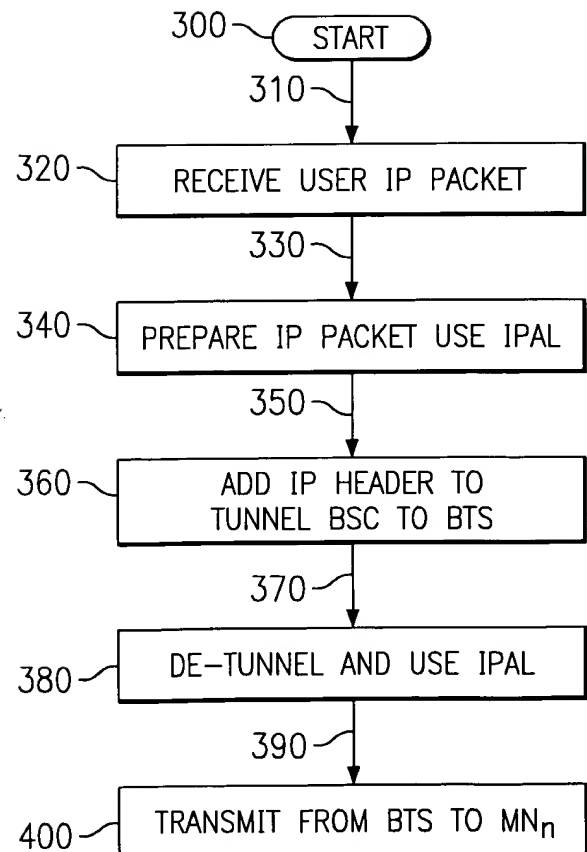 300
START
310
320
RECEIVE USER IP PACKET
330
340
PREPARE IP PACKET USE IPAL
350
360
ADD IP HEADER TO
TUNNEL BSC TO BTS
370
380
DE-TUNNEL AND USE IPAL
390
400
TRANSMIT FROM BTS TO MNn